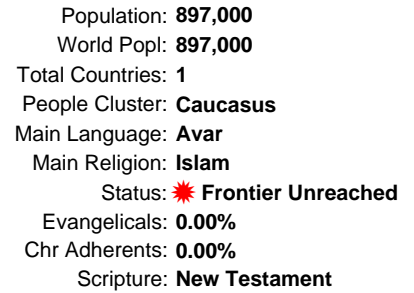 Population: 897,000
World Popl: 897,000
Total Countries: 1
People Cluster: Caucasus
Main Language: Avar
Main Religion: Islam
Status: Frontier Unreached
Evangelicals: 0.00%
Chr Adherents: 0.00%
Scripture: New Testament